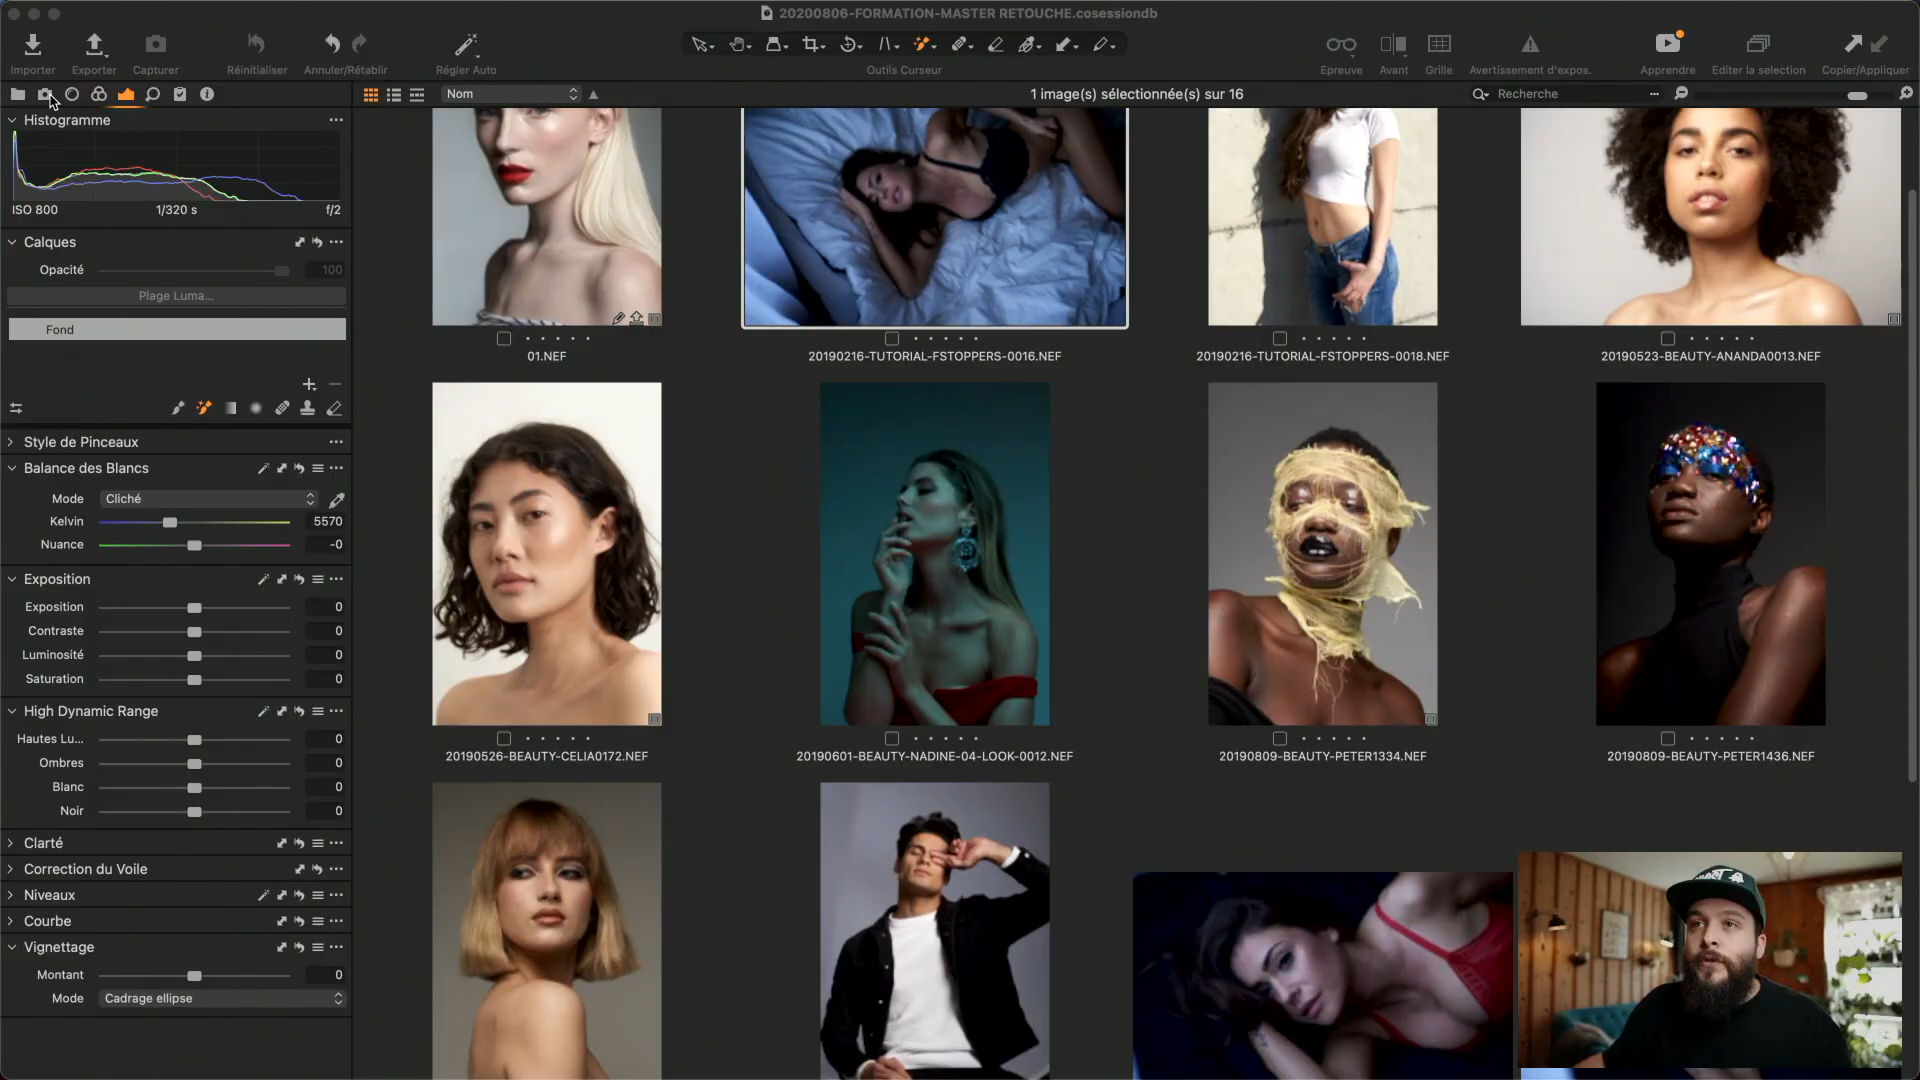 20200806-FORMATION-MASTER RETOUCHE.cosessiondb
Importer
Exporter
Capturer
Réinitialiser
Annuler/Rétablir
Régler Auto
Outils Curseur
Epreuve
Avant
Grille
Avertissement d'expos.
Apprendre
Editer la selection
Copier/Appliquer
Nom
1 image(s) sélectionnée(s) sur 16
Recherche
Histogramme
ISO 800
1/320 s
f/2
Calques
Opacité
100
Plage Luma...
Fond
Style de Pinceaux
Balance des Blancs
Mode
Cliché
Kelvin
5570
Nuance
-0
Exposition
Exposition
0
Contraste
0
Luminosité
0
Saturation
0
High Dynamic Range
Hautes Lu...
0
Ombres
0
Blanc
0
Noir
0
Clarté
Correction du Voile
Niveaux
Courbe
Vignettage
Montant
0
Mode
Cadrage ellipse
01.NEF
20190216-TUTORIAL-FSTOPPERS-0016.NEF
20190216-TUTORIAL-FSTOPPERS-0018.NEF
20190523-BEAUTY-ANANDA0013.NEF
20190526-BEAUTY-CELIA0172.NEF
20190601-BEAUTY-NADINE-04-LOOK-0012.NEF
20190809-BEAUTY-PETER1334.NEF
20190809-BEAUTY-PETER1436.NEF